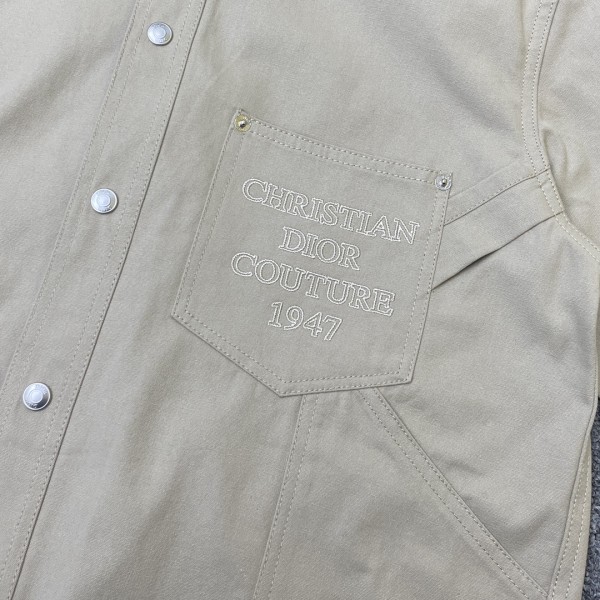 CHRISTIAN
DIOR
COUTURE
1947